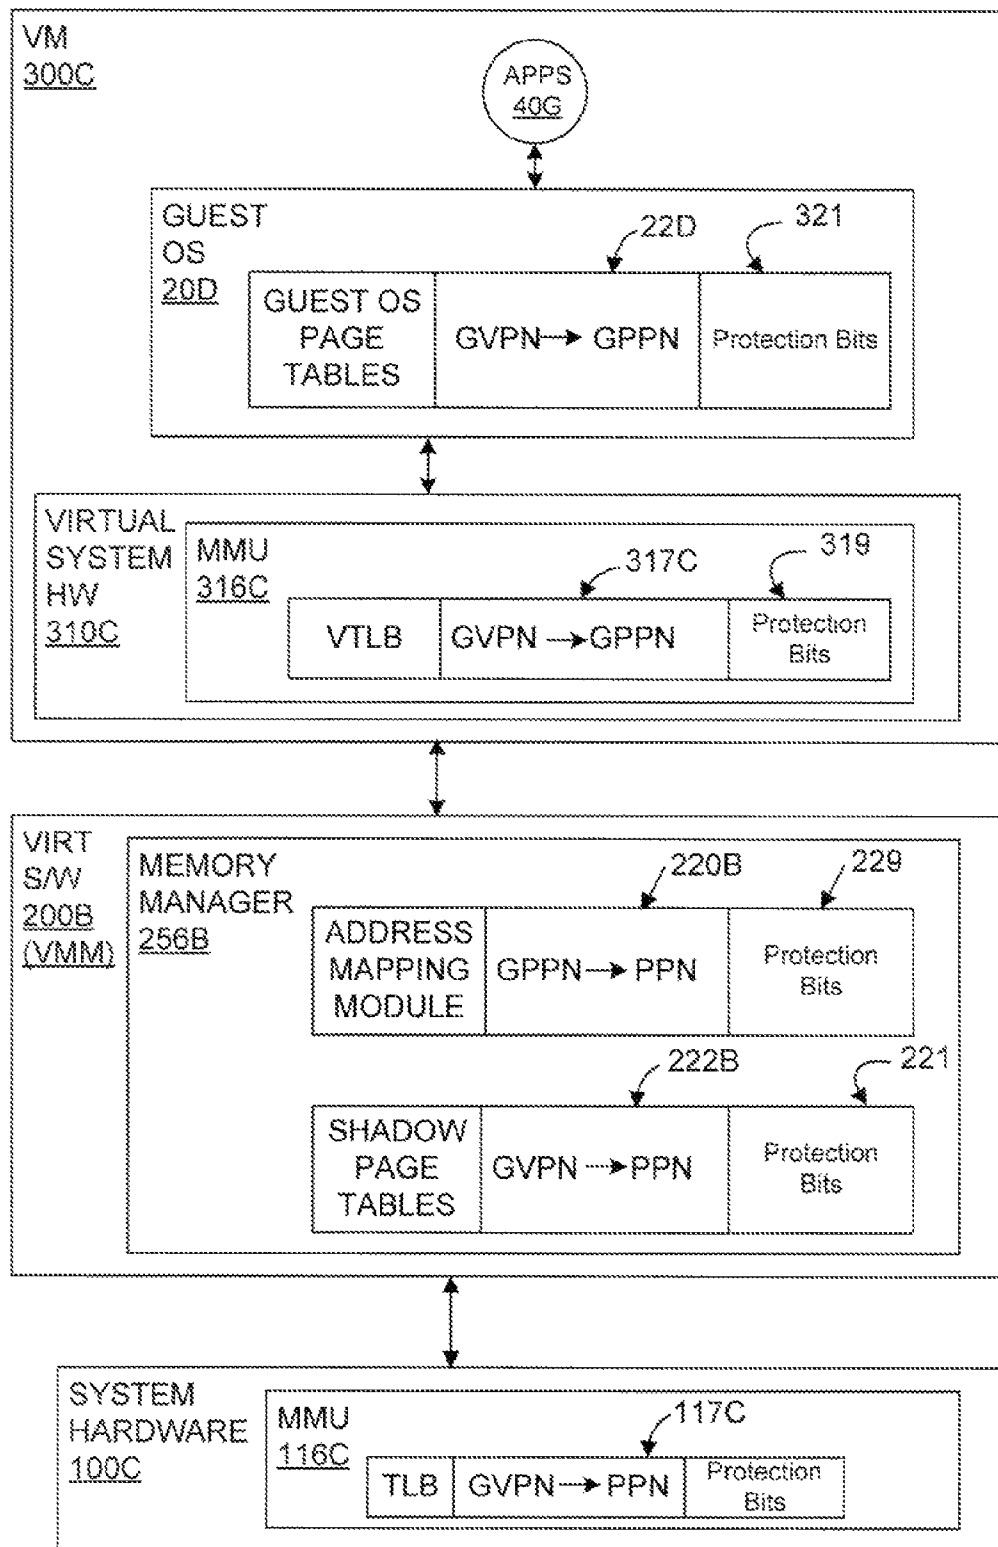 VM
300C
APPS
40G
GUEST
OS
20D
22D
321
GUEST OS
PAGE
TABLES
GVPN → GPPN
Protection Bits
VIRTUAL
SYSTEM
HW
310C
MMU
316C
317C
319
VTLB
GVPN → GPPN
Protection
Bits
VIRT
S/W
200B
(VMM)
MEMORY
MANAGER
256B
220B
229
ADDRESS
MAPPING
MODULE
GPPN → PPN
Protection
Bits
222B
221
SHADOW
PAGE
TABLES
GVPN → PPN
Protection
Bits
SYSTEM
HARDWARE
100C
MMU
116C
117C
TLB
GVPN → PPN
Protection
Bits